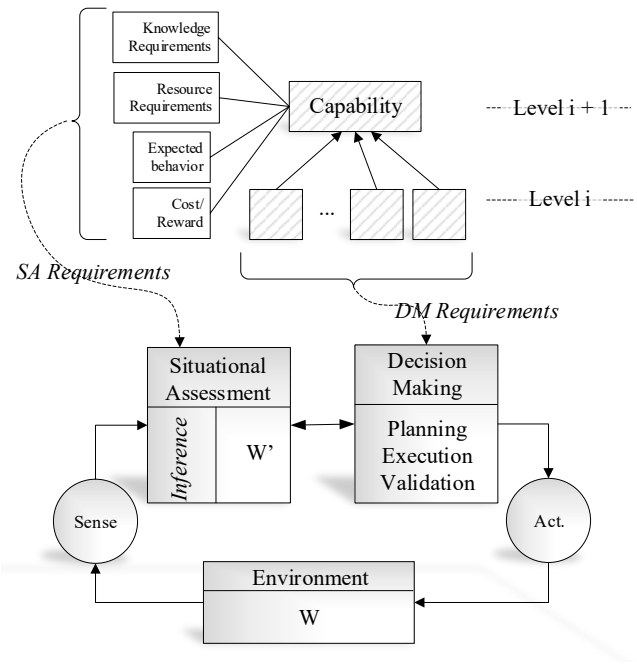 Knowledge
Requirements
Resource
Requirements
Expected
behavior
Cost/
Reward
Capability
Level i + 1
...
Level i
SA Requirements
DM Requirements
Situational
Assessment
Inference
W’
Decision
Making
Planning
Execution
Validation
Sense
Act.
Environment
W